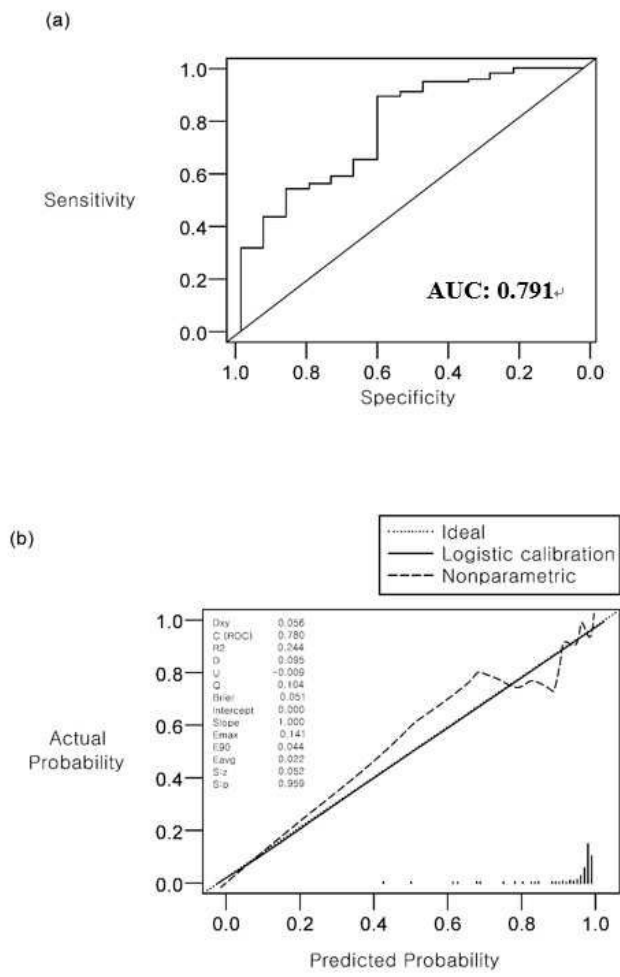 (a)
1.0
0.8
0.6
0.4
0.2
0.0
Sensitivity
AUC: 0.791↵
1.0 0.8 0.6 0.4 0.2 0.0
Specificity
(b)
Ideal
Logistic calibration
Nonparametric
1.0
0.8
0.6
0.4
0.2
0.0
Actual
Probability
Dxy 0.056
C (ROC) 0.780
R2 0.244
D 0.095
U -0.009
Q 0.104
Brier 0.051
Intercept 0.000
Slope 1.000
Emax 0.141
E90 0.044
Eavg 0.022
S:z 0.052
S:p 0.959
0.0 0.2 0.4 0.6 0.8 1.0
Predicted Probability